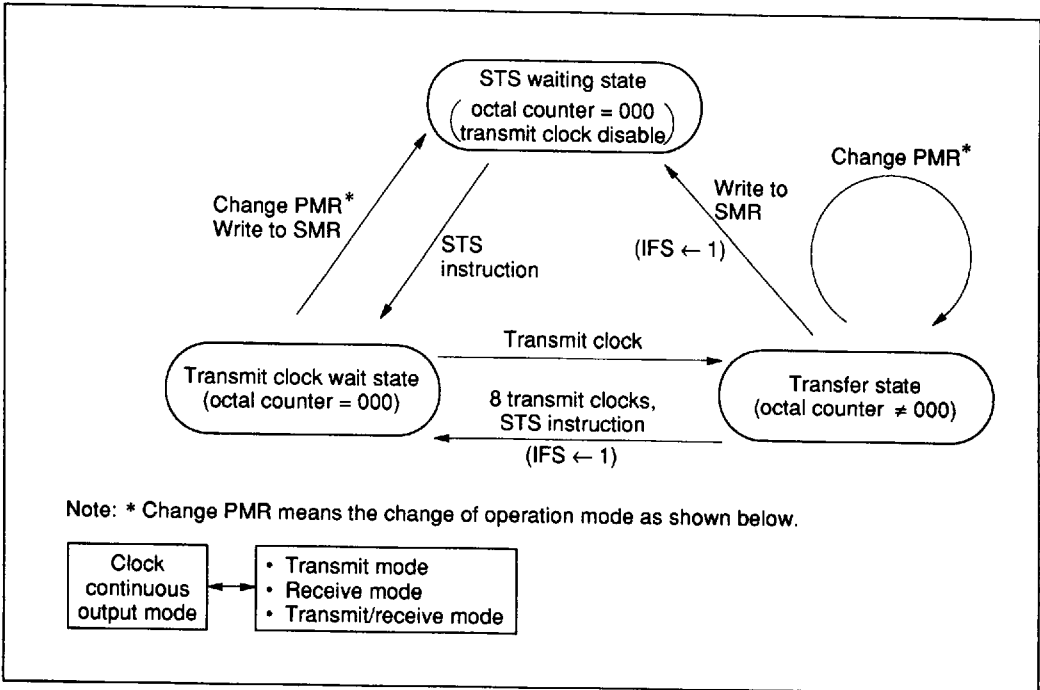 STS waiting state
(octal counter = 000
transmit clock disable)
Change PMR*
Change PMR*
Write to SMR
Write to
SMR
(IFS ← 1)
STS
instruction
Transmit clock
Transmit clock wait state
(octal counter = 000)
8 transmit clocks,
STS instruction
(IFS ← 1)
Transfer state
(octal counter ≠ 000)
Note: * Change PMR means the change of operation mode as shown below.
Clock
continuous
output mode
• Transmit mode
• Receive mode
• Transmit/receive mode